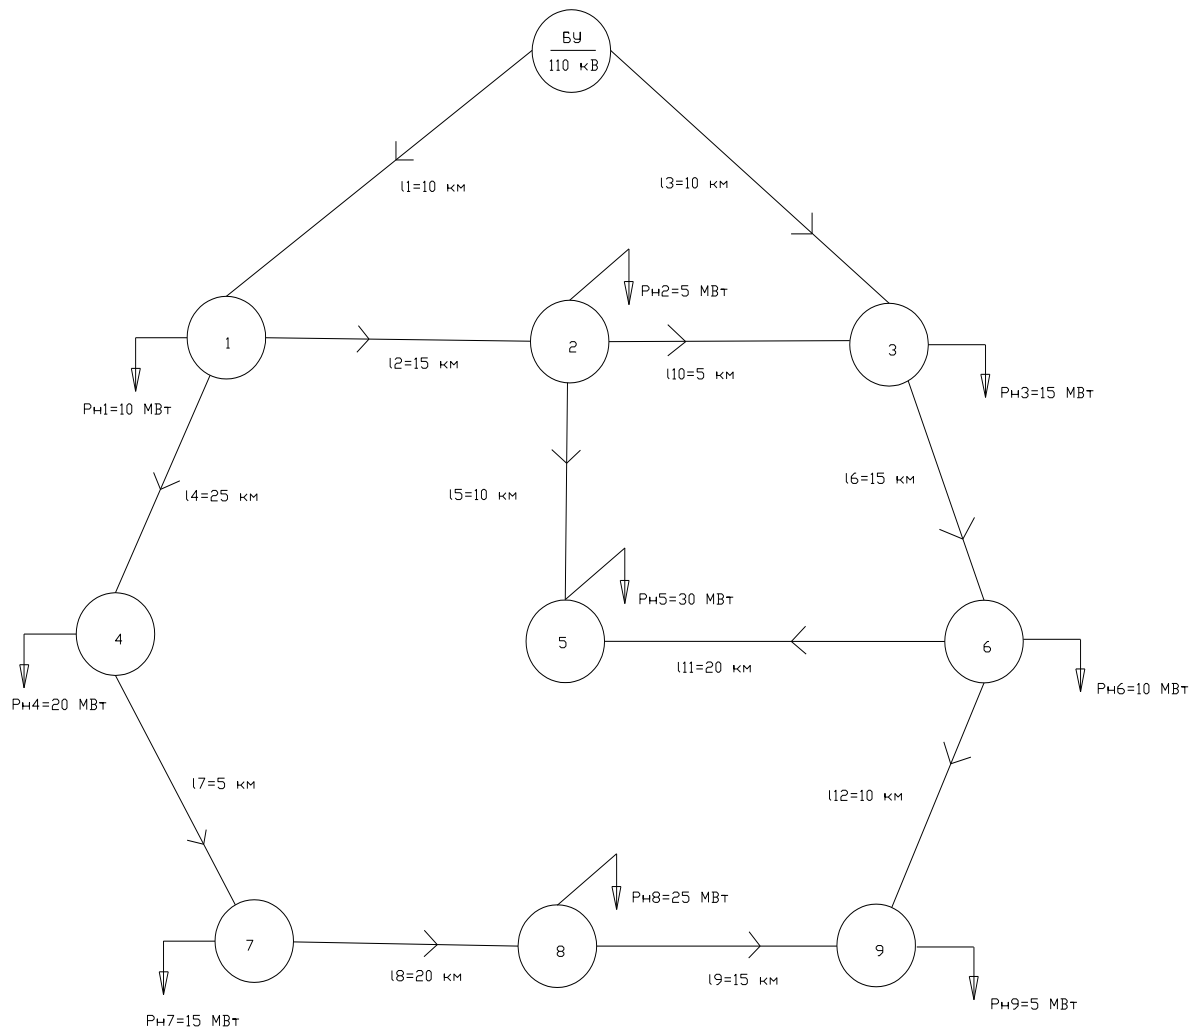 БУ
110 кВ
l1=10 км
l3=10 км
Рн2=5 МВт
1
2
3
l2=15 км
l10=5 км
Рн1=10 МВт
Рн3=15 МВт
l4=25 км
l5=10 км
l6=15 км
Рн5=30 МВт
4
5
6
l11=20 км
Рн4=20 МВт
Рн6=10 МВт
l7=5 км
l12=10 км
Рн8=25 МВт
7
8
9
l8=20 км
l9=15 км
Рн9=5 МВт
Рн7=15 МВт